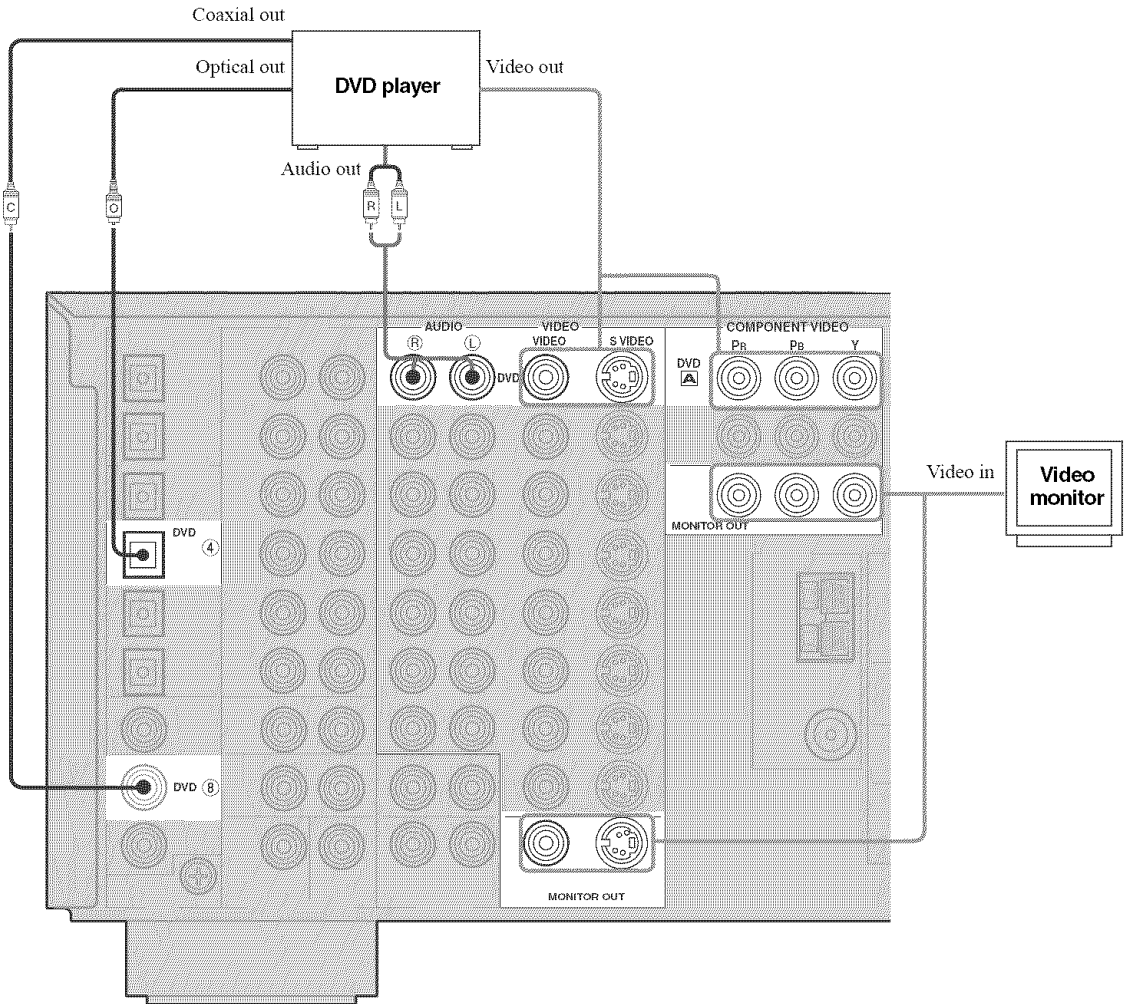 Coaxial out
Optical out
DVD player
Video out
Audio out
C
O
R
L
AUDIO
VIDEO
COMPONENT VIDEO
R
L
VIDEO
S VIDEO
PR
PB
Y
DVD
DVD
A
Video in
Video
monitor
MONITOR OUT
DVD
4
DVD 8
MONITOR OUT